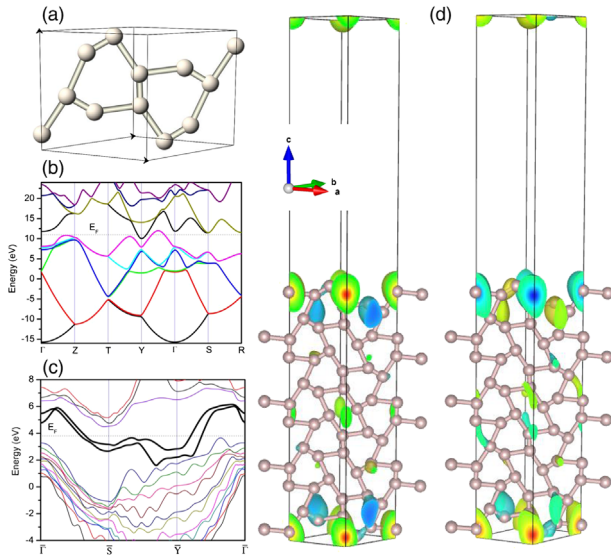 (a)
(d)
c
b
a
(b)
Energy (eV)
20
15
10
5
0
-5
-10
-15
E_F
Γ Z T Y Γ S R
(c)
Energy (eV)
8
6
4
2
0
-2
-4
E_F
Γ̄ S̄ Ȳ Γ̄